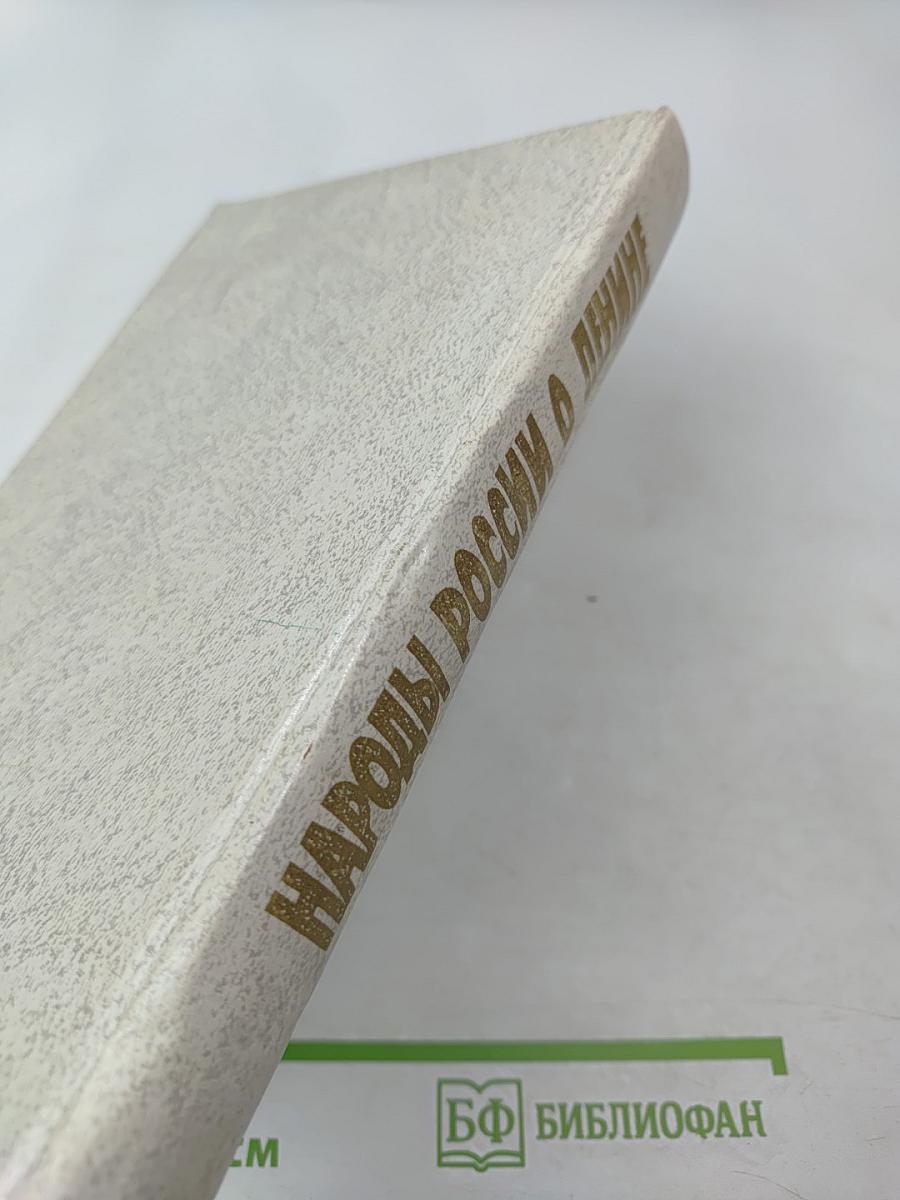 НАРОДЫ РОССИИ О ЛЕНИНЕ
БФ БИБЛИОФАН
ЕМ